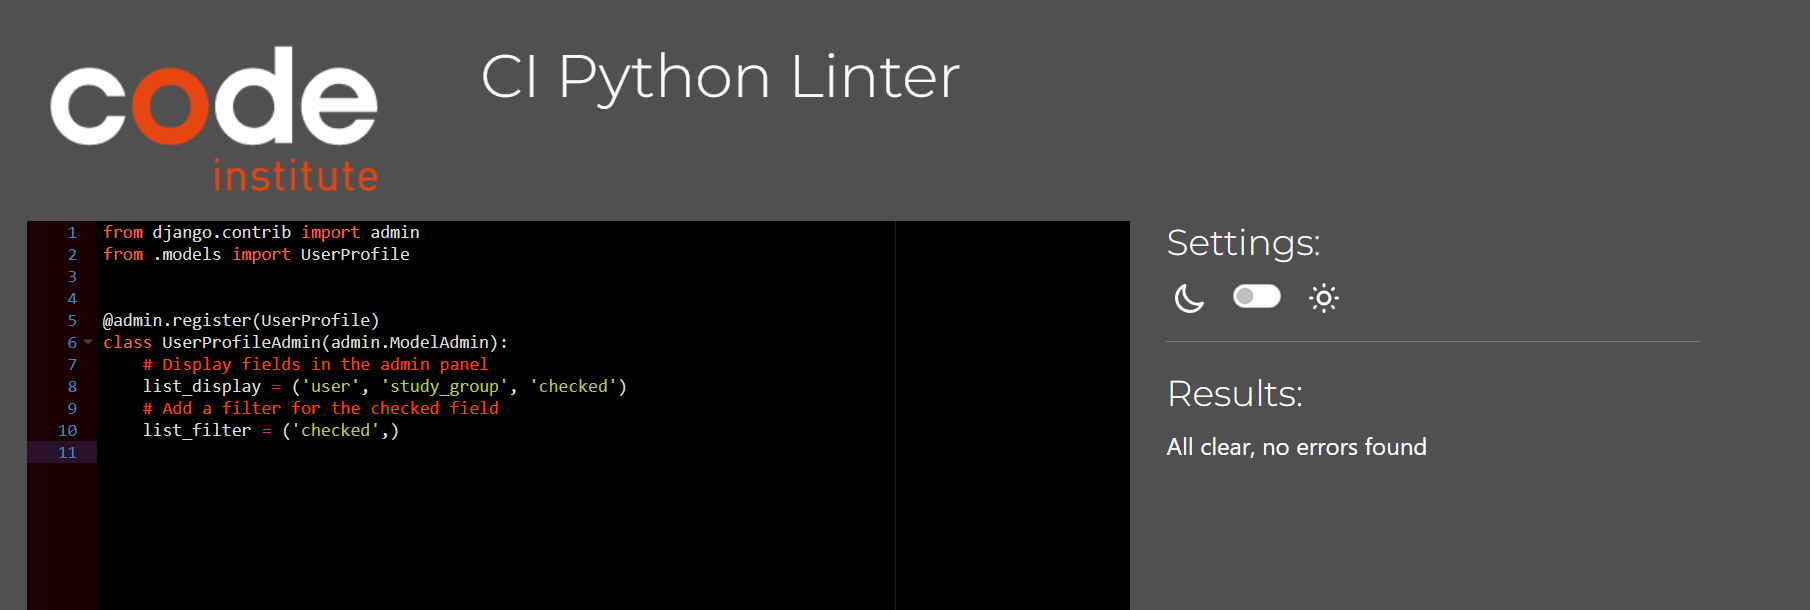 code
institute
CI Python Linter
1 from django.contrib import admin
2 from .models import UserProfile
3
4
5 @admin.register(UserProfile)
6 class UserProfileAdmin(admin.ModelAdmin):
7     # Display fields in the admin panel
8     list_display = ('user', 'study_group', 'checked')
9     # Add a filter for the checked field
10     list_filter = ('checked',)
11
Settings:
Results:
All clear, no errors found